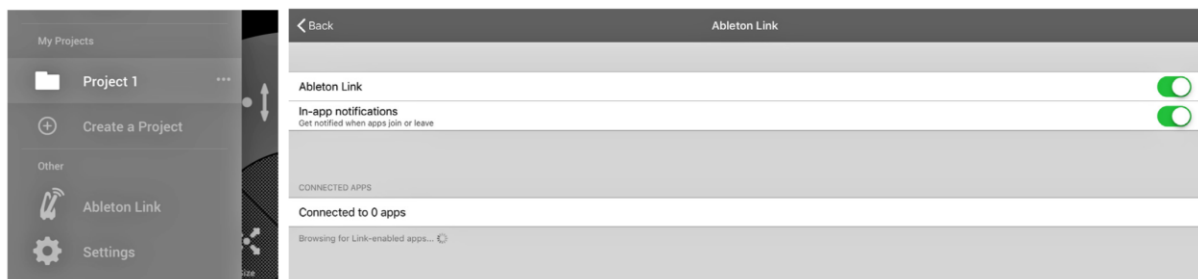 My Projects
Project 1
Create a Project
Other
Ableton Link
Settings
Size
Back
Ableton Link
Ableton Link
In-app notifications
Get notified when apps join or leave
CONNECTED APPS
Connected to 0 apps
Browsing for Link-enabled apps...